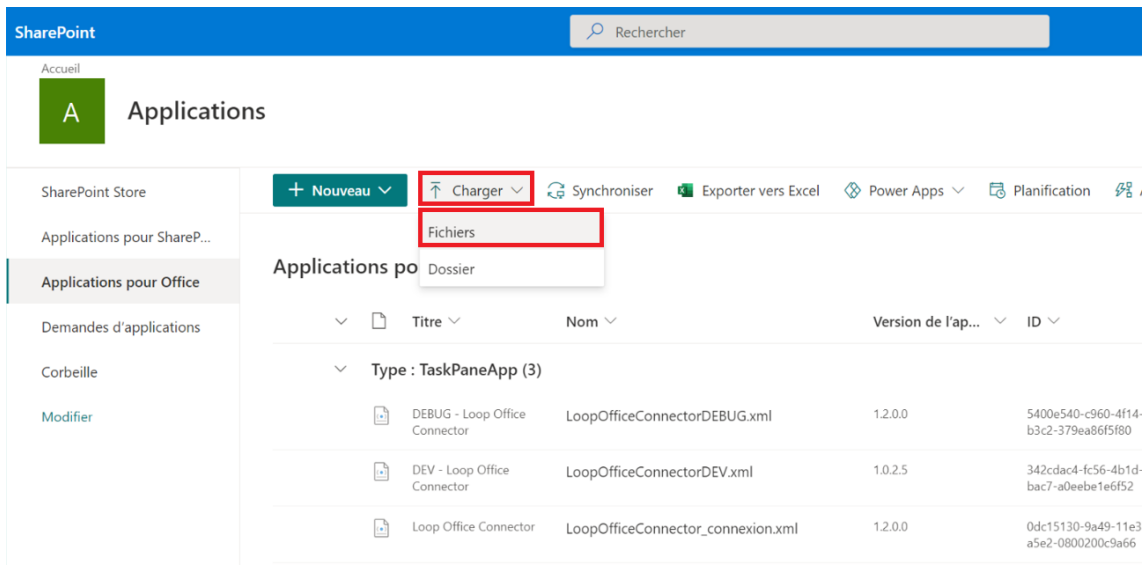 SharePoint
Rechercher
Accueil
A
Applications
SharePoint Store
Applications pour ShareP...
Applications pour Office
Demandes d'applications
Corbeille
Modifier
Nouveau
Charger
Synchroniser
Exporter vers Excel
Power Apps
Planification
Fichiers
Dossier
Applications po
Titre
Nom
Version de l'ap...
ID
Type : TaskPaneApp (3)
DEBUG - Loop Office
Connector
LoopOfficeConnectorDEBUG.xml
1.2.0.0
5400e540-c960-4f14-
b3c2-379ea86f5f80
DEV - Loop Office
Connector
LoopOfficeConnectorDEV.xml
1.0.2.5
342cdac4-fc56-4b1d-
bac7-a0eebe1e6f52
Loop Office Connector
LoopOfficeConnector_connexion.xml
1.2.0.0
0dc15130-9a49-11e3
a5e2-0800200c9a66